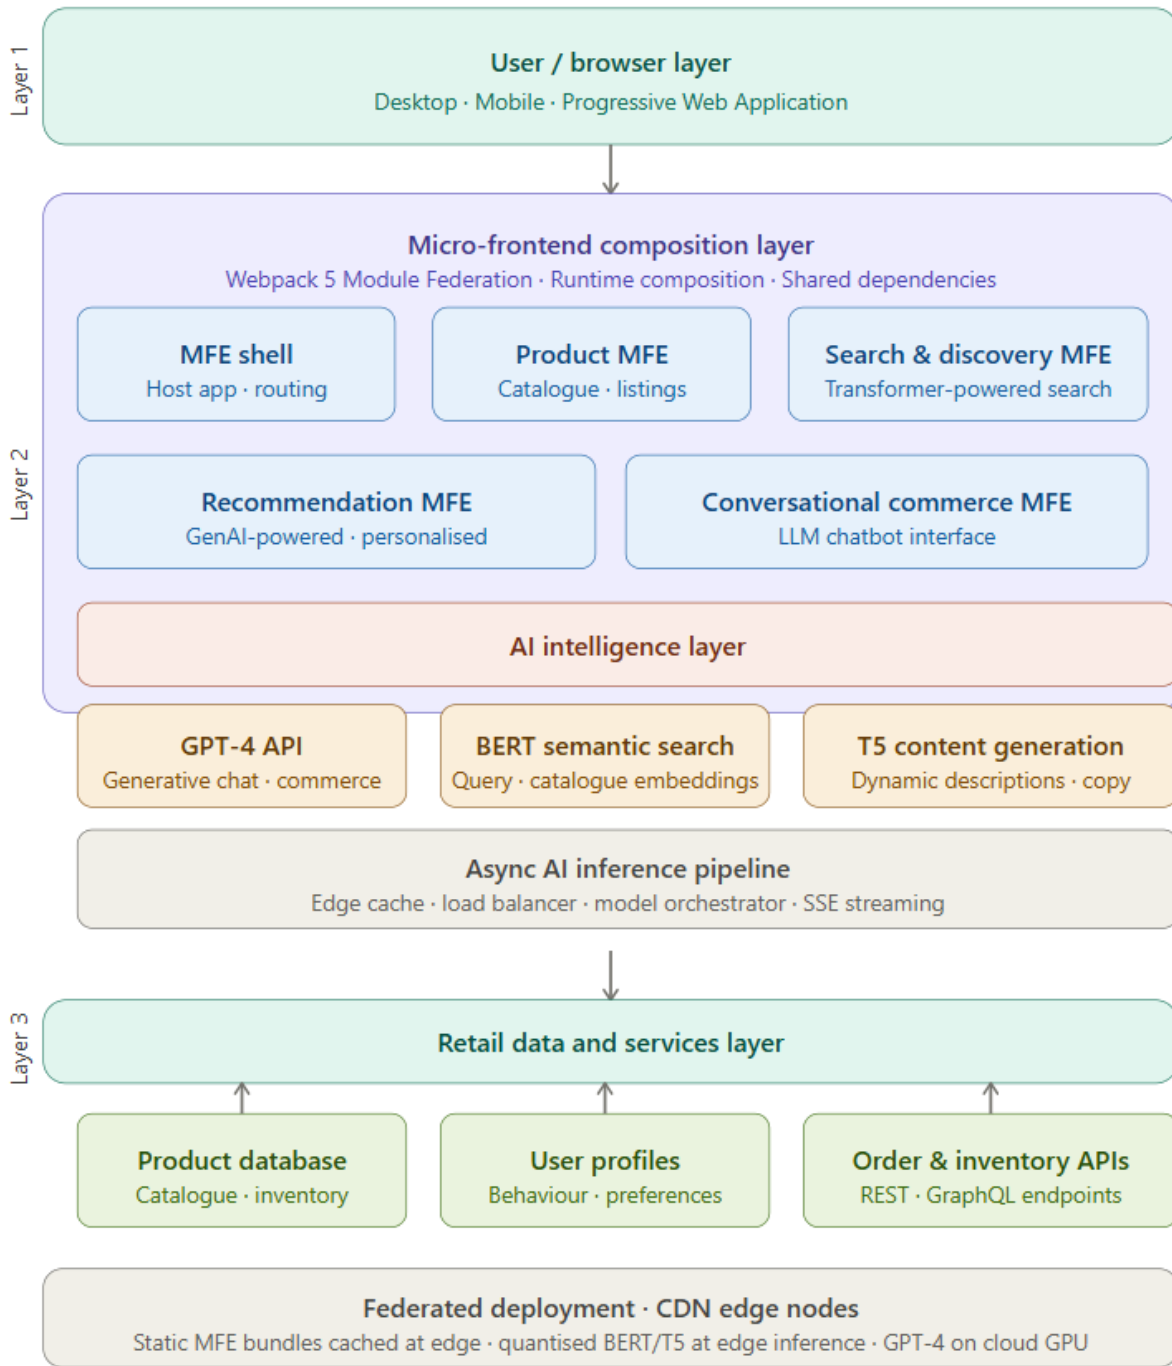 Layer 1
User / browser layer
Desktop · Mobile · Progressive Web Application
Layer 2
Micro-frontend composition layer
Webpack 5 Module Federation · Runtime composition · Shared dependencies
MFE shell
Host app · routing
Product MFE
Catalogue · listings
Search & discovery MFE
Transformer-powered search
Recommendation MFE
GenAI-powered · personalised
Conversational commerce MFE
LLM chatbot interface
AI intelligence layer
GPT-4 API
Generative chat · commerce
BERT semantic search
Query · catalogue embeddings
T5 content generation
Dynamic descriptions · copy
Async AI inference pipeline
Edge cache · load balancer · model orchestrator · SSE streaming
Layer 3
Retail data and services layer
Product database
Catalogue · inventory
User profiles
Behaviour · preferences
Order & inventory APIs
REST · GraphQL endpoints
Federated deployment · CDN edge nodes
Static MFE bundles cached at edge · quantised BERT/T5 at edge inference · GPT-4 on cloud GPU